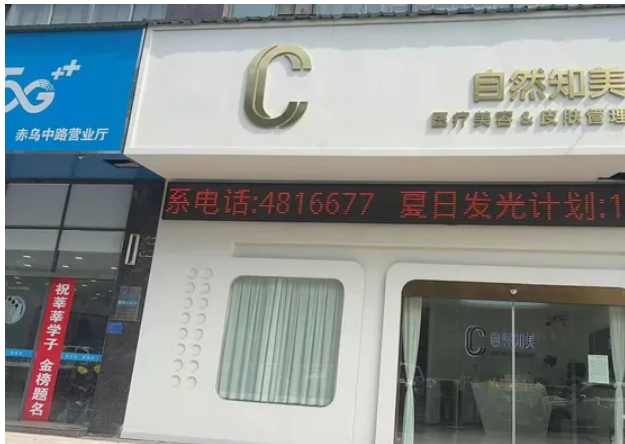 5G++
赤乌中路营业厅
C
自然知美
医疗美容&皮肤管理
系电话:4816677 夏日发光计划:1
祝莘莘学子 金榜题名
C 自然知美